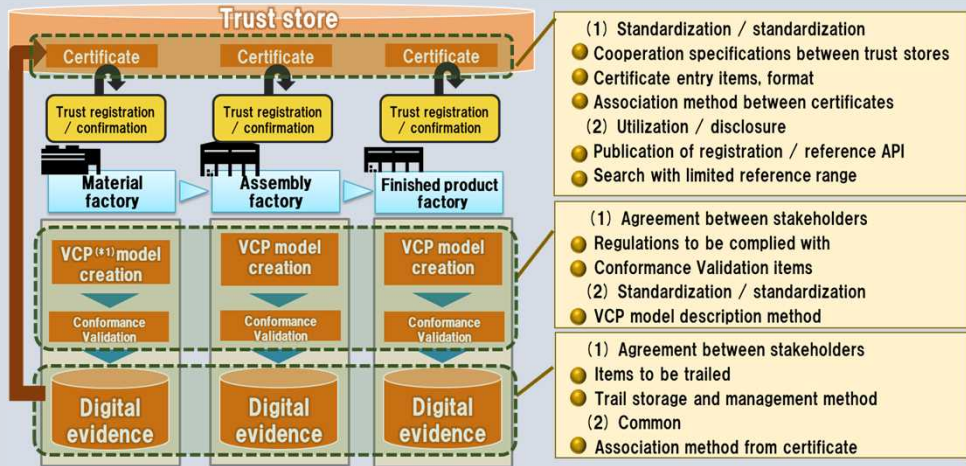 Trust store
Certificate
Certificate
Certificate
Trust registration
/ confirmation
Trust registration
/ confirmation
Trust registration
/ confirmation
Material
factory
Assembly
factory
Finished product
factory
VCP(*1) model
creation
VCP model
creation
VCP model
creation
Conformance
Validation
Conformance
Validation
Conformance
Validation
Digital
evidence
Digital
evidence
Digital
evidence
(1) Standardization / standardization
Cooperation specifications between trust stores
Certificate entry items, format
Association method between certificates
(2) Utilization / disclosure
Publication of registration / reference API
Search with limited reference range
(1) Agreement between stakeholders
Regulations to be complied with
Conformance Validation items
(2) Standardization / standardization
VCP model description method
(1) Agreement between stakeholders
Items to be trailed
Trail storage and management method
(2) Common
Association method from certificate